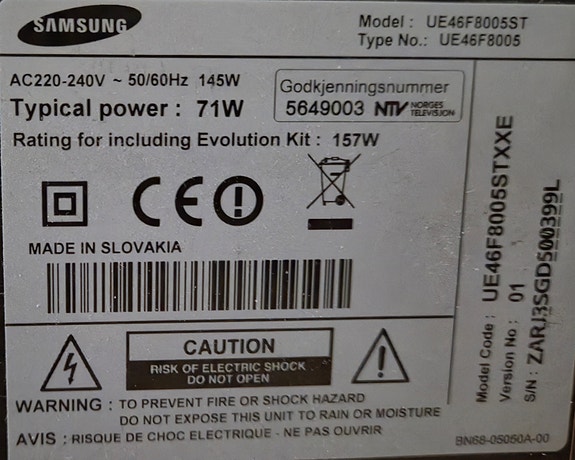 SAMSUNG
Model : UE46F8005ST
Type No.: UE46F8005
AC220-240V ~ 50/60Hz 145W
Typical power : 71W
Godkjenningsnummer
5649003 NTV NORGES TELEVISJON
Rating for including Evolution Kit : 157W
CE
MADE IN SLOVAKIA
CAUTION
RISK OF ELECTRIC SHOCK
DO NOT OPEN
WARNING : TO PREVENT FIRE OR SHOCK HAZARD
DO NOT EXPOSE THIS UNIT TO RAIN OR MOISTURE
AVIS : RISQUE DE CHOC ELECTRIQUE - NE PAS OUVRIR
Model Code : UE46F8005STXXE
Version No : 01
S/N : ZARJ3SGD500399L
BN68-05050A-00